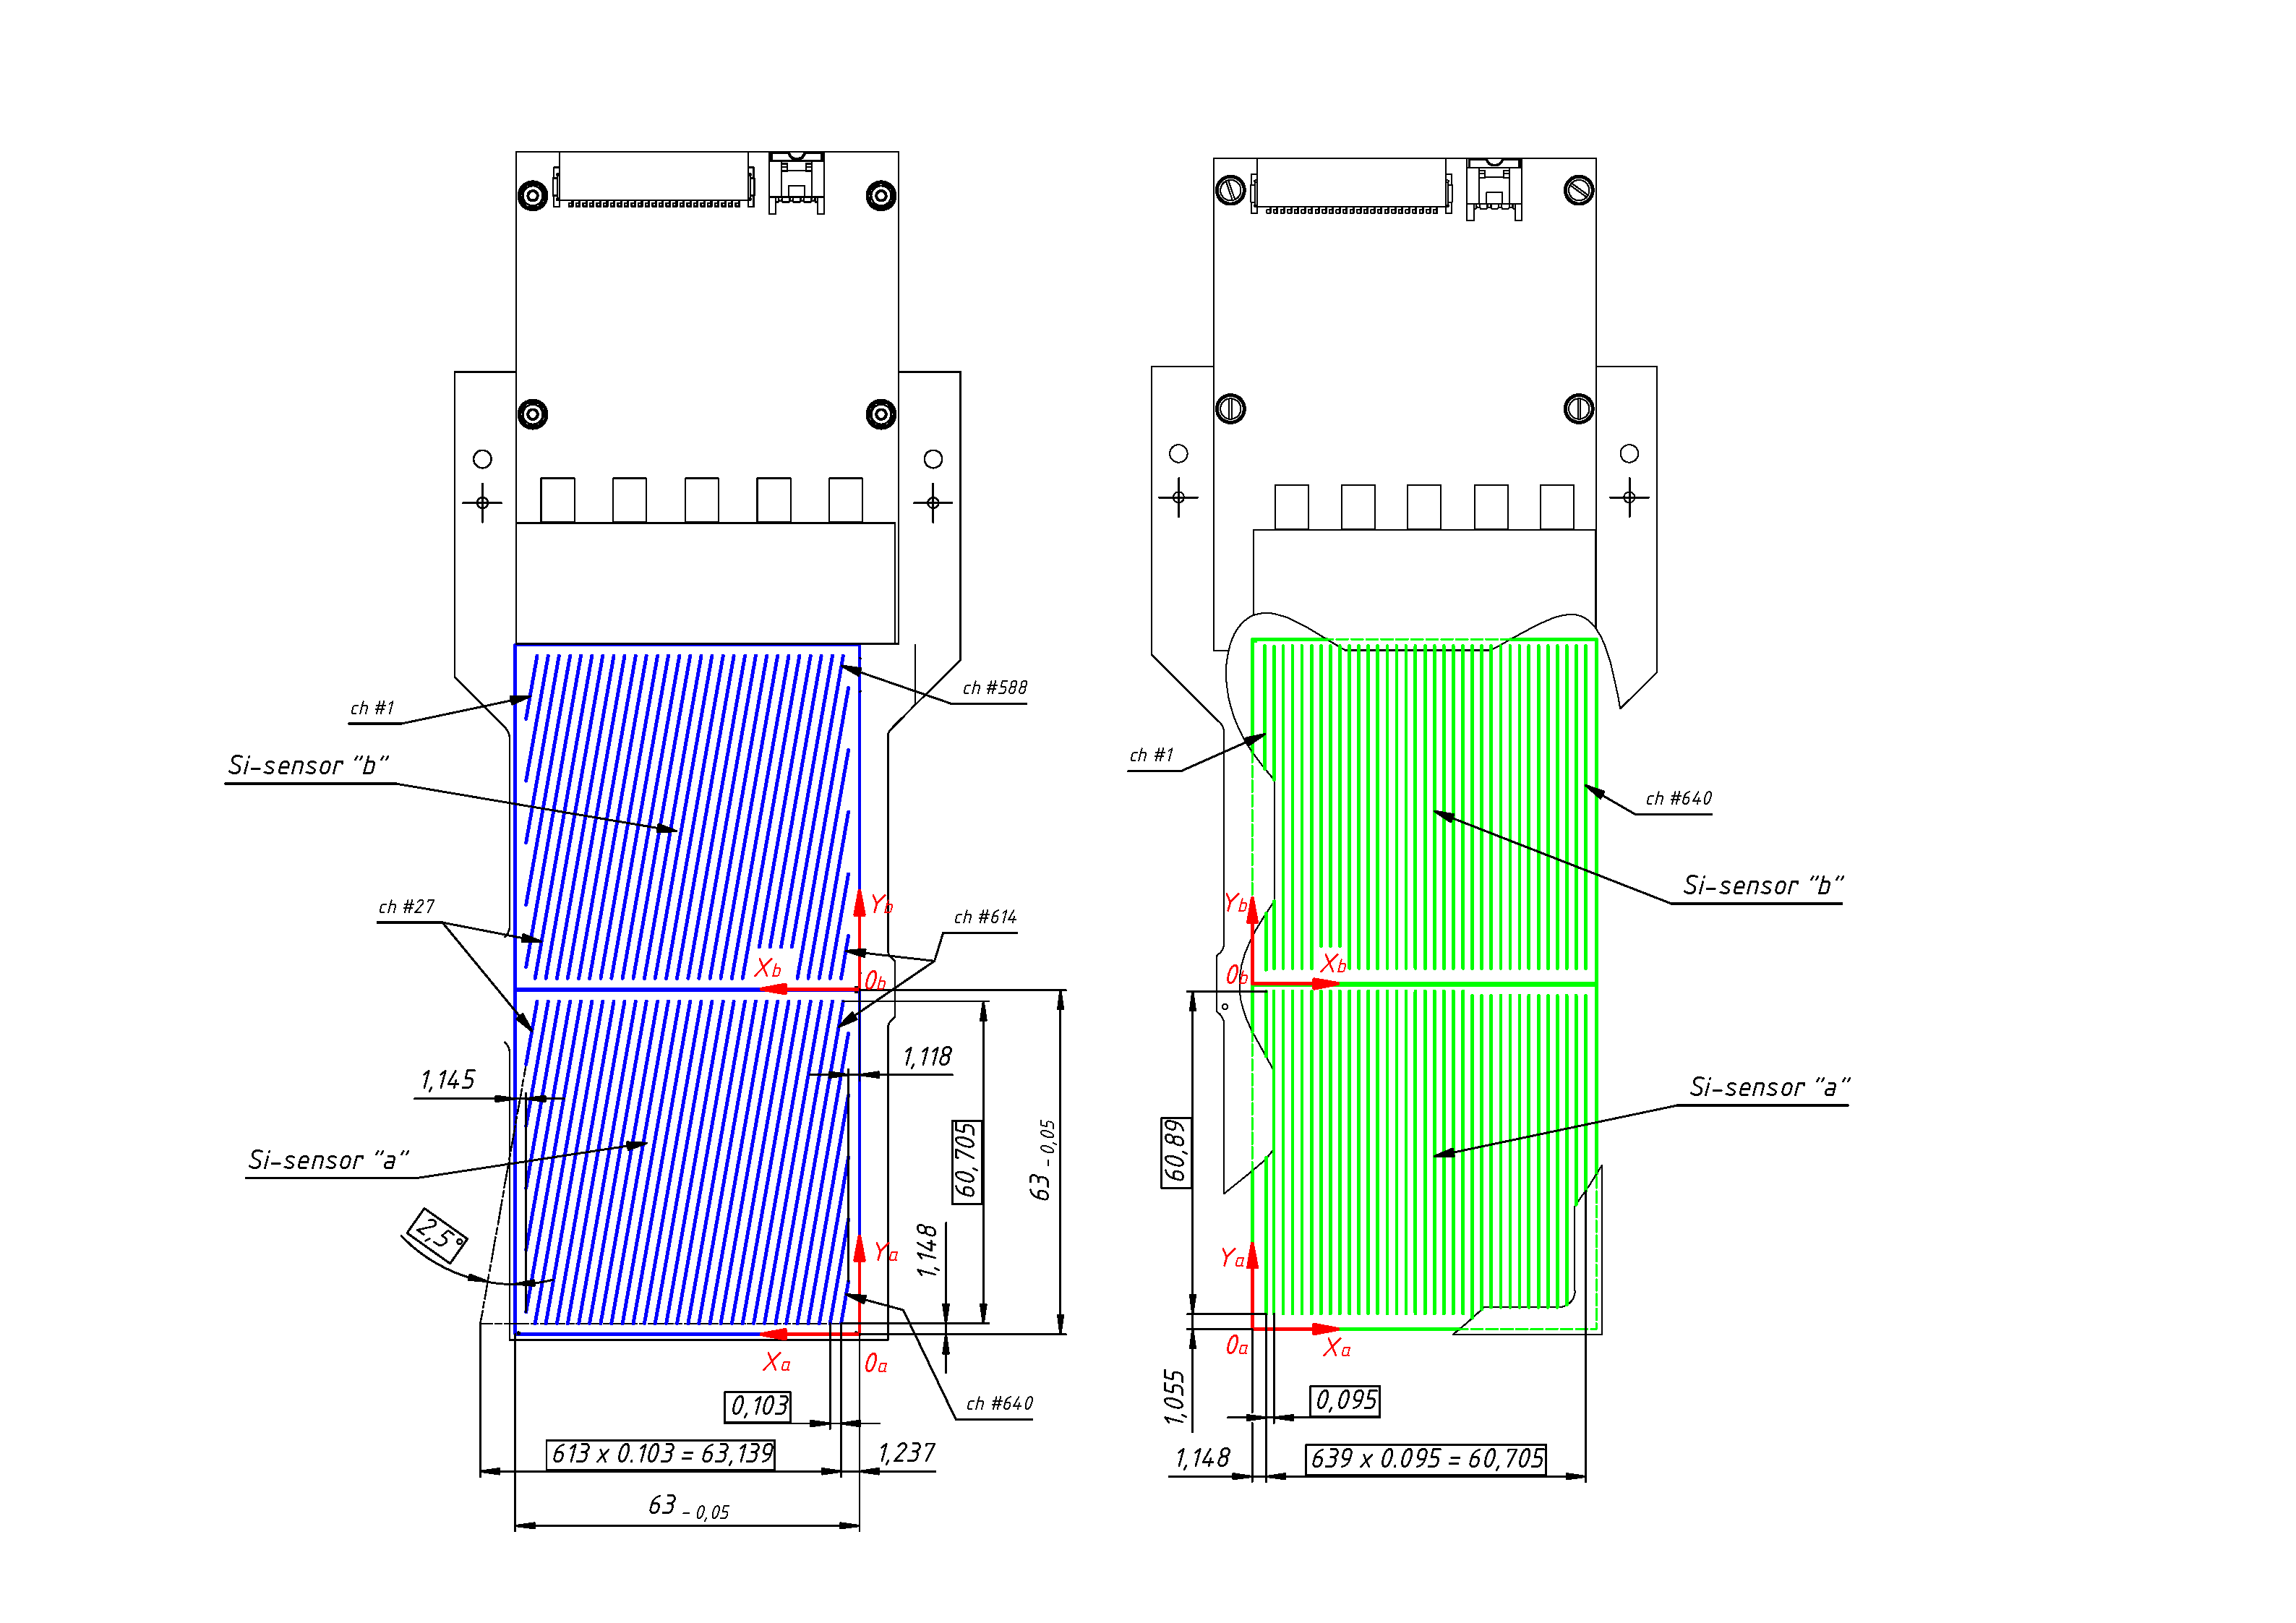 ch #1
ch #588
Si-sensor "b"
ch #27
ch #614
Yb
Xb
0b
1,145
1,118
Si-sensor "a"
2,5°
60,705
63 - 0,05
1,148
Ya
Xa
0a
ch #640
0,103
613 x 0.103 = 63,139
1,237
63 - 0,05
ch #1
ch #640
Si-sensor "b"
Yb
Xb
0b
60,89
Si-sensor "a"
Ya
0a
Xa
1,055
0,095
1,148
639 x 0.095 = 60,705